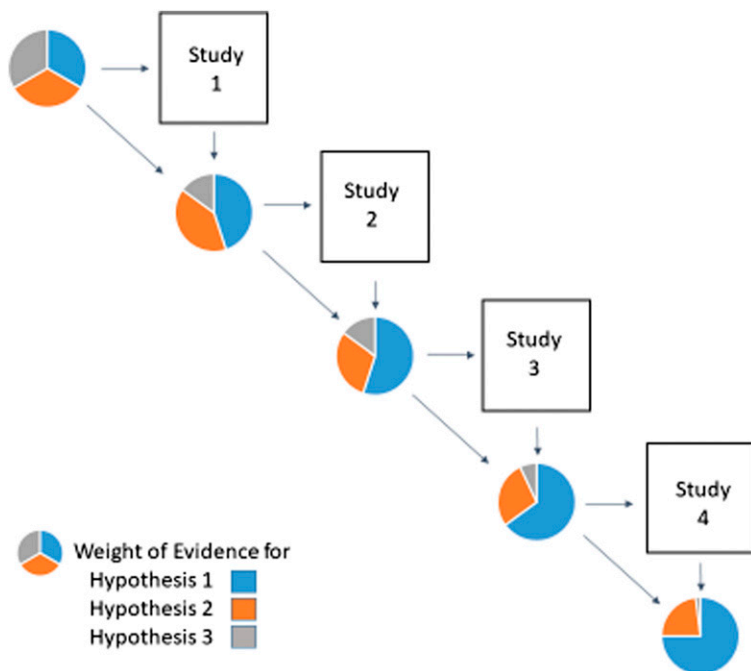 Study
1
Study
2
Study
3
Study
4
Weight of Evidence for
Hypothesis 1
Hypothesis 2
Hypothesis 3